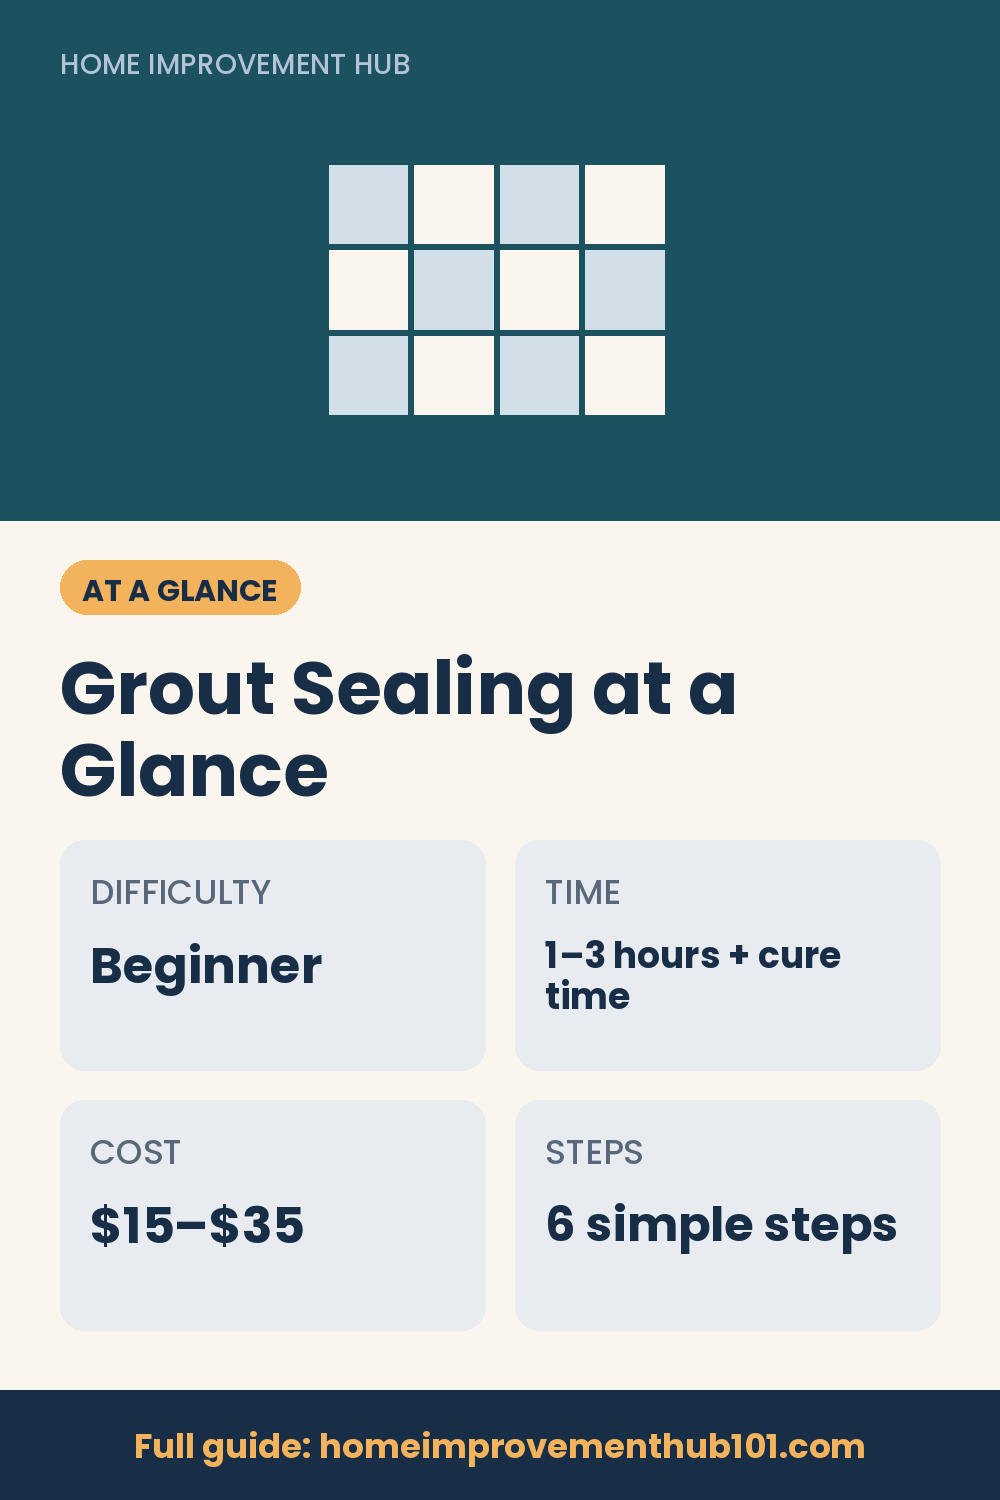 HOME IMPROVEMENT HUB
AT A GLANCE
Grout Sealing at a
Glance
DIFFICULTY
Beginner
TIME
1–3 hours + cure
time
COST
$15–$35
STEPS
6 simple steps
Full guide: homeimprovementhub101.com